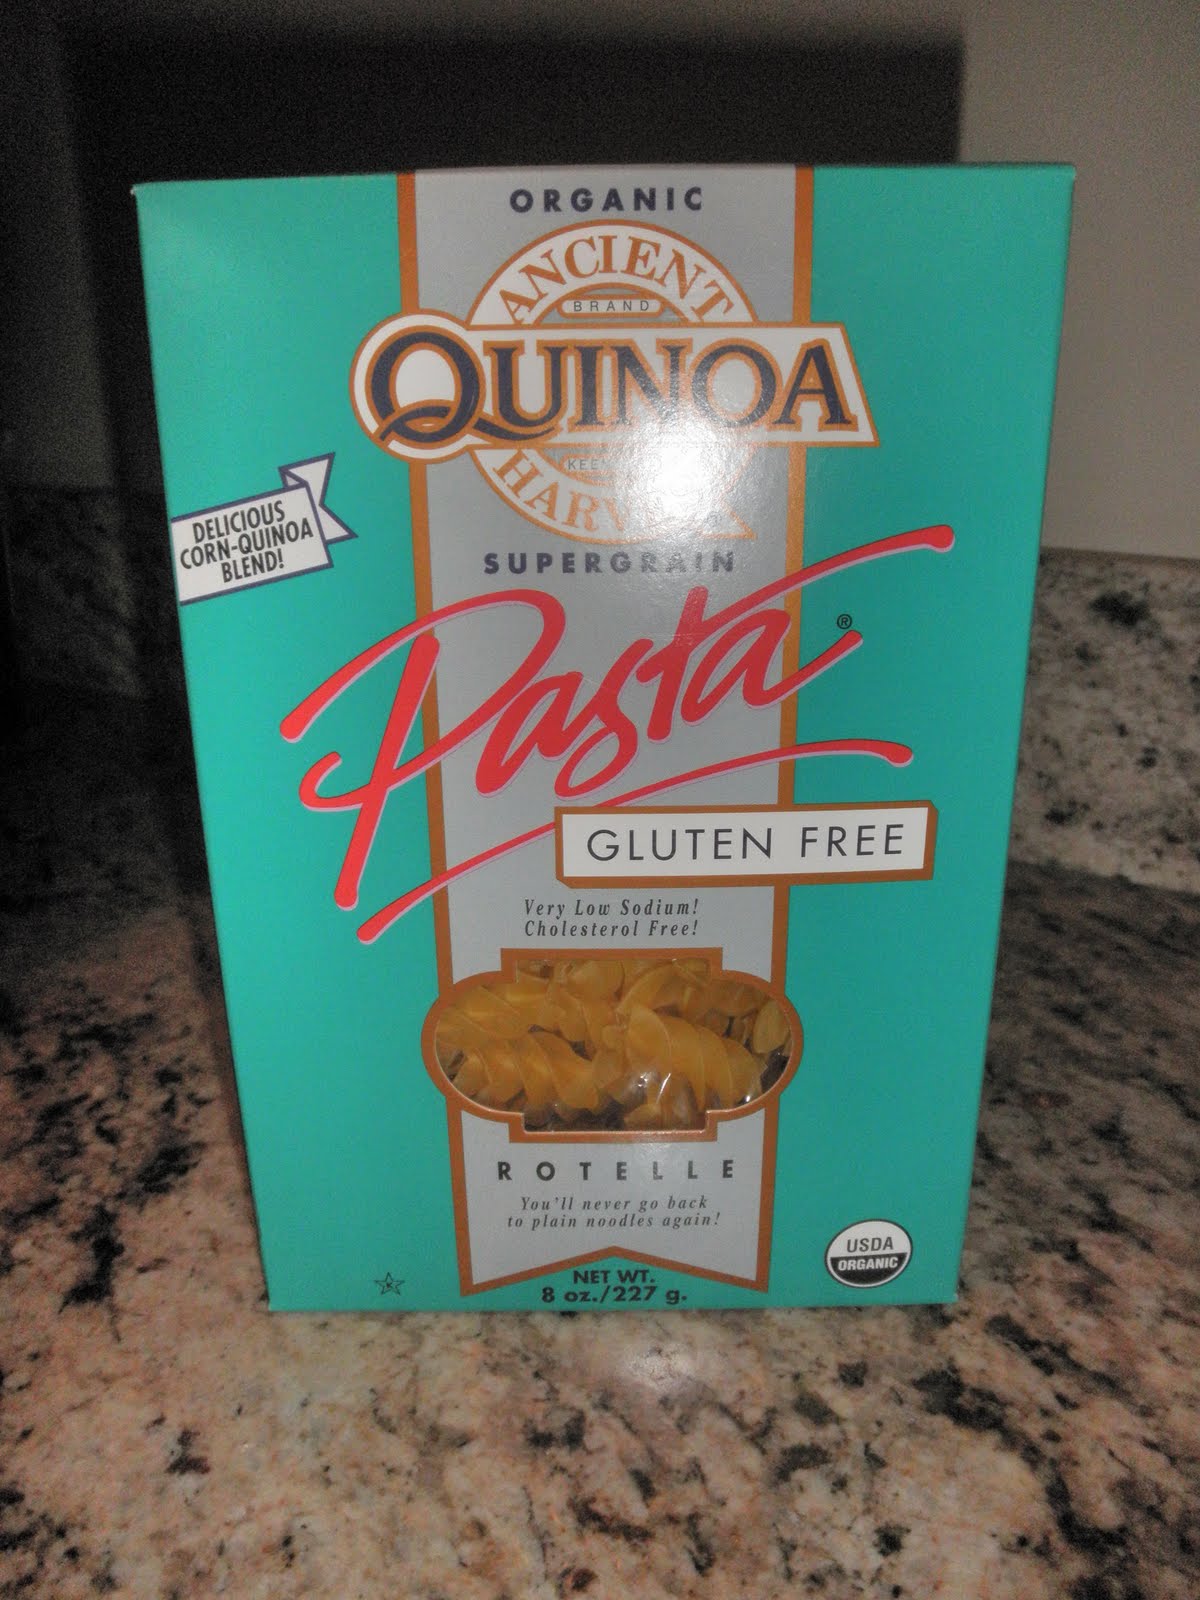 ORGANIC
ANCIENT
BRAND
QUINOA
SUPERGRAIN
DELICIOUS
CORN-QUINOA
BLEND!
Pasta®
GLUTEN FREE
Very Low Sodium!
Cholesterol Free!
ROTELLE
You'll never go back
to plain noodles again!
USDA
ORGANIC
K
NET WT.
8 oz./227 g.